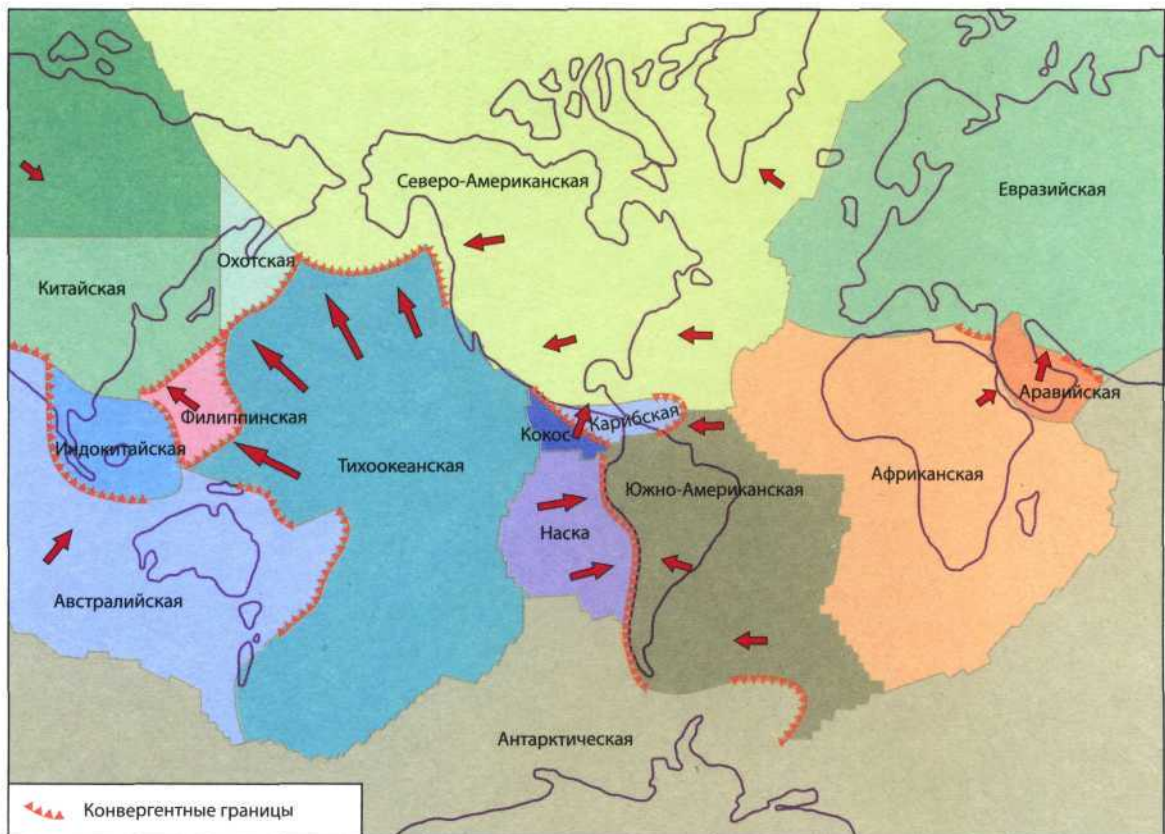 Северо-Американская
Евразийская
Охотская
Китайская
Филиппинская
Карибская
Аравийская
Кокос
Индокитайская
Тихоокеанская
Южно-Американская
Африканская
Наска
Австралийская
Антарктическая
Конвергентные границы